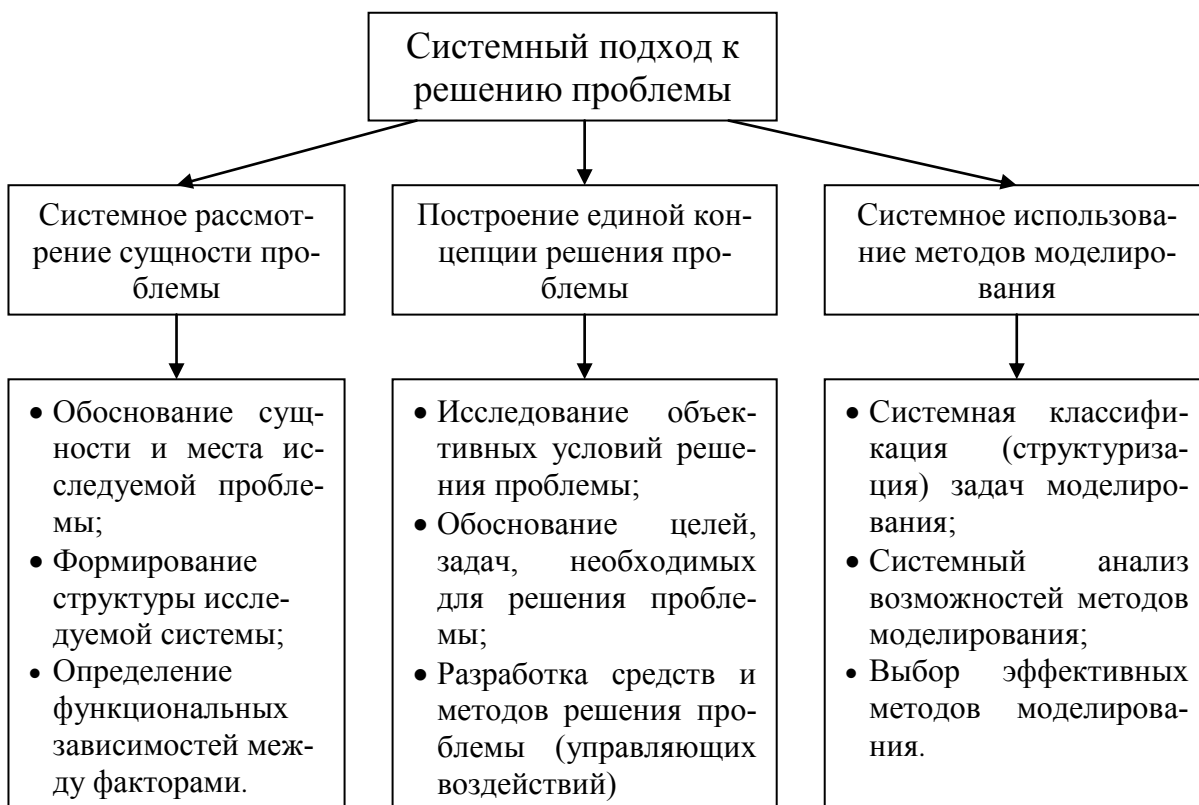 Системный подход к
решению проблемы
Системное рассмот-
рение сущности про-
блемы
Построение единой кон-
цепции решения про-
блемы
Системное использова-
ние методов моделиро-
вания
• Обоснование сущ-
ности и места ис-
следуемой пробле-
мы;
• Формирование
структуры иссле-
дуемой системы;
• Определение
функциональных
зависимостей меж-
ду факторами.
• Исследование объек-
тивных условий реше-
ния проблемы;
• Обоснование целей,
задач, необходимых
для решения пробле-
мы;
• Разработка средств и
методов решения про-
блемы (управляющих
воздействий)
• Системная классифи-
кация (структуриза-
ция) задач моделиро-
вания;
• Системный анализ
возможностей методов
моделирования;
• Выбор эффективных
методов моделирова-
ния.